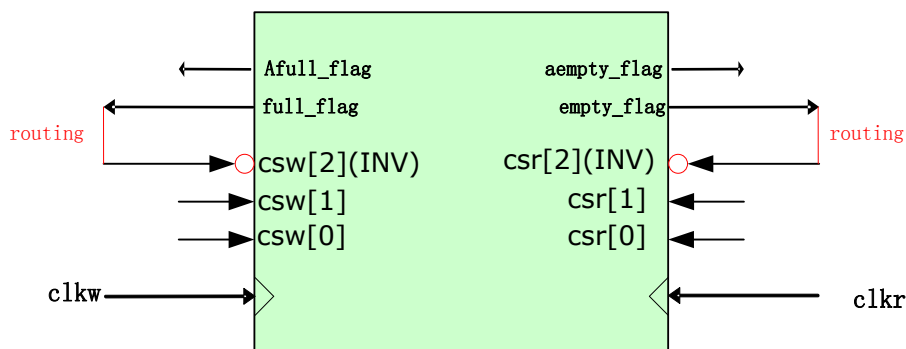 Afull_flag aempty_flag
full_flag empty_flag
routing routing
csw[2](INV) csr[2](INV)
csw[1] csr[1]
csw[0] csr[0]
clkw clkr